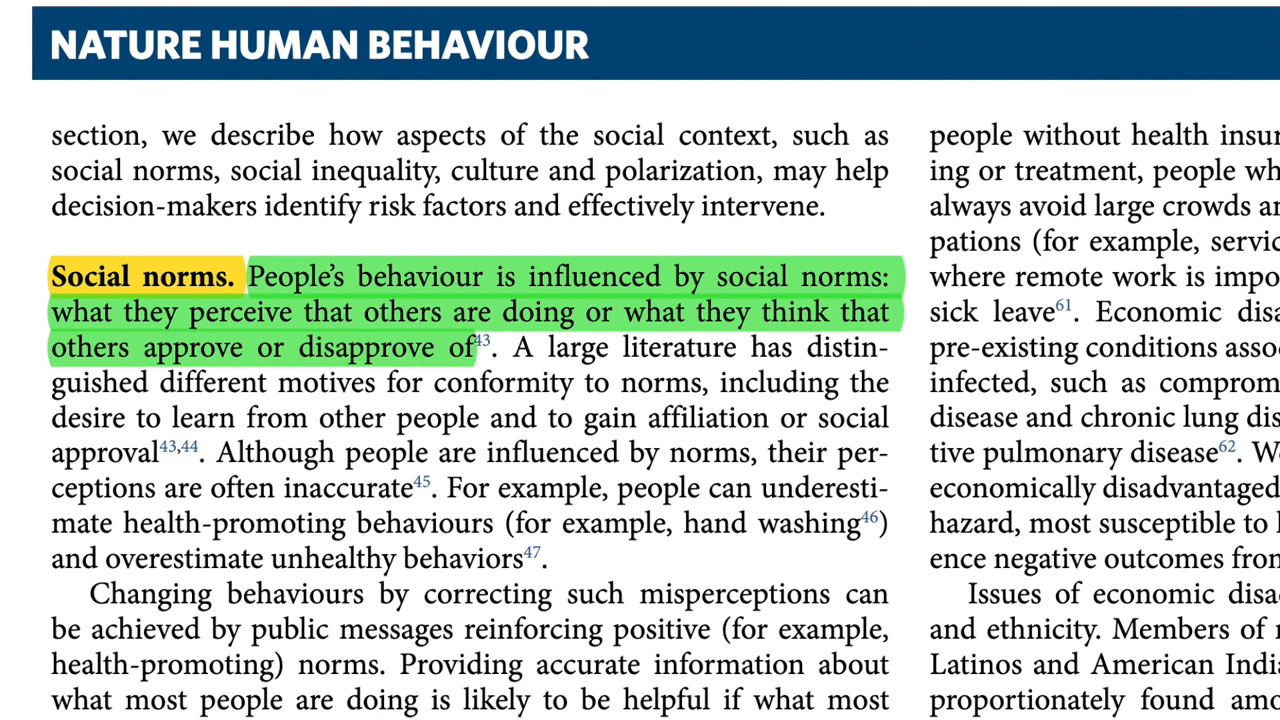 NATURE HUMAN BEHAVIOUR
section, we describe how aspects of the social context, such as
social norms, social inequality, culture and polarization, may help
decision-makers identify risk factors and effectively intervene.
Social norms. People's behaviour is influenced by social norms:
what they perceive that others are doing or what they think that
others approve or disapprove of43. A large literature has distin-
guished different motives for conformity to norms, including the
desire to learn from other people and to gain affiliation or social
approval43,44. Although people are influenced by norms, their per-
ceptions are often inaccurate45. For example, people can underesti-
mate health-promoting behaviours (for example, hand washing46)
and overestimate unhealthy behaviors47.
Changing behaviours by correcting such misperceptions can
be achieved by public messages reinforcing positive (for example,
health-promoting) norms. Providing accurate information about
what most people are doing is likely to be helpful if what most
people without health
ing or treatment, people
always avoid large crowds
pations (for example,
where remote work is
sick leave61. Economic
pre-existing conditions
infected, such as
disease and chronic lung
tive pulmonary disease62.
economically disadvantaged
hazard, most susceptible to
ence negative outcomes
Issues of economic
and ethnicity. Members of
Latinos and American
proportionately found